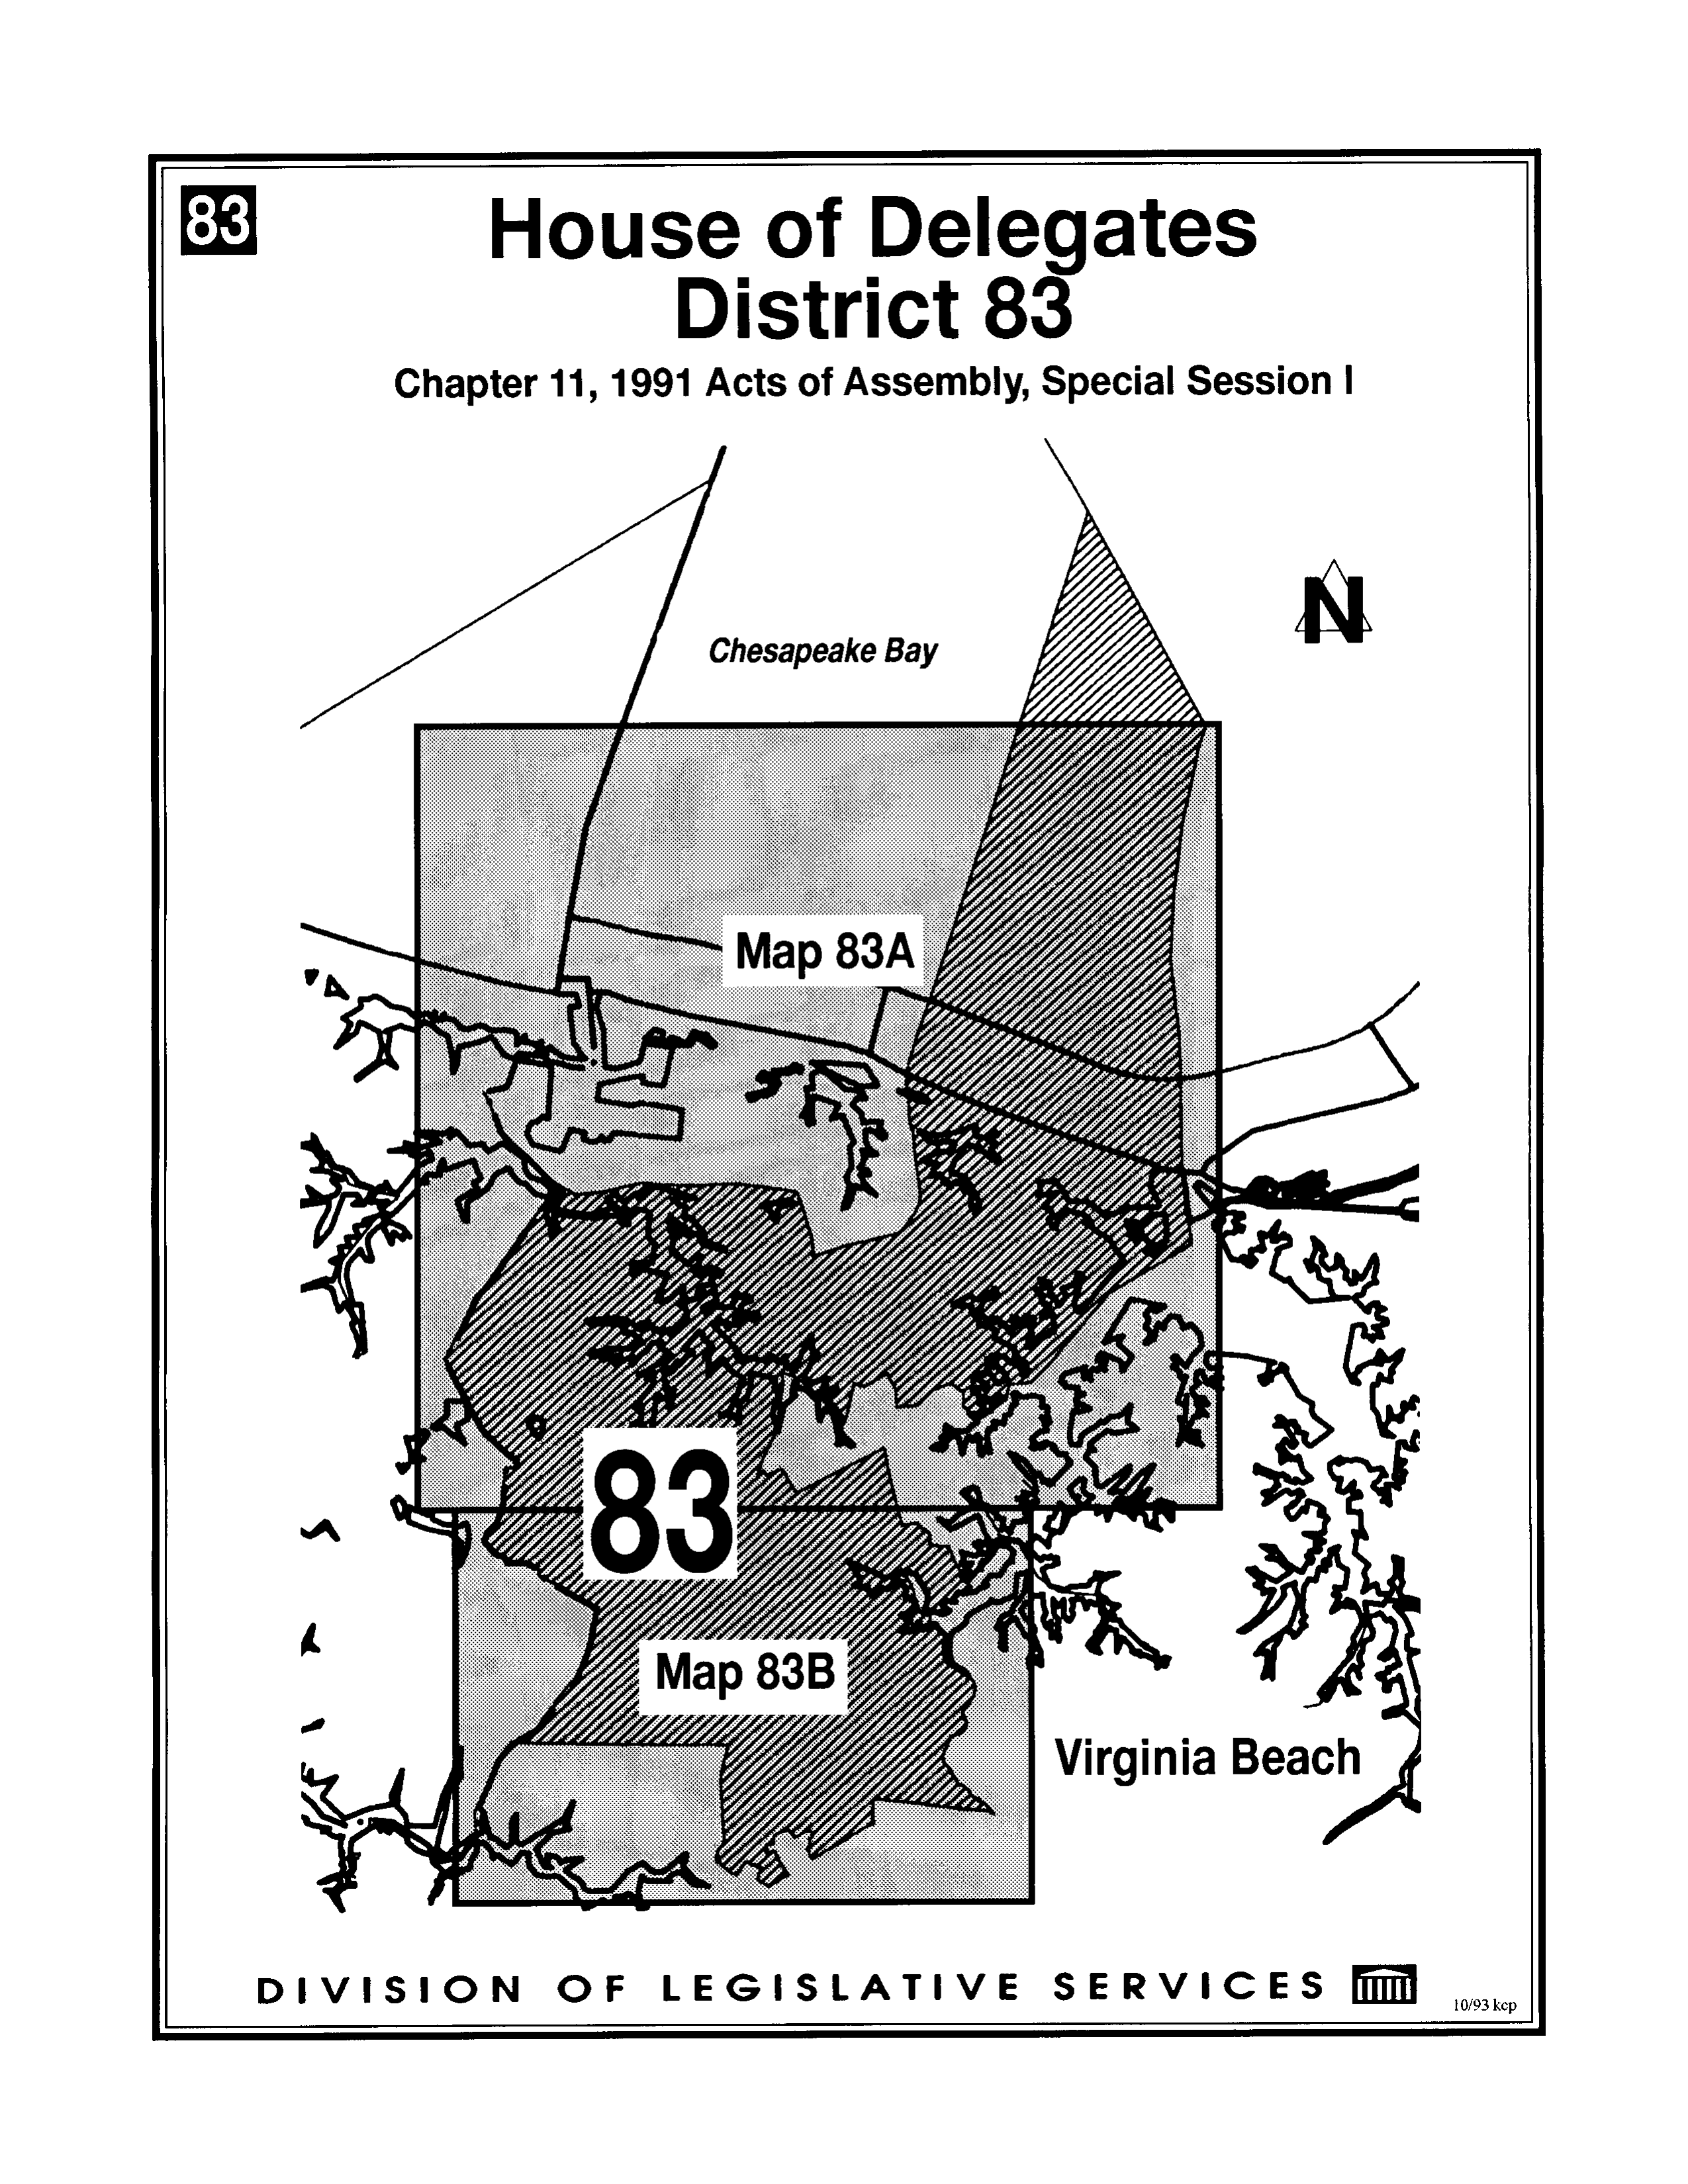 83
House of Delegates
District 83
Chapter 11, 1991 Acts of Assembly, Special Session I
N
Chesapeake Bay
Map 83A
83
Map 83B
Virginia Beach
DIVISION OF LEGISLATIVE SERVICES
10/93 kcp